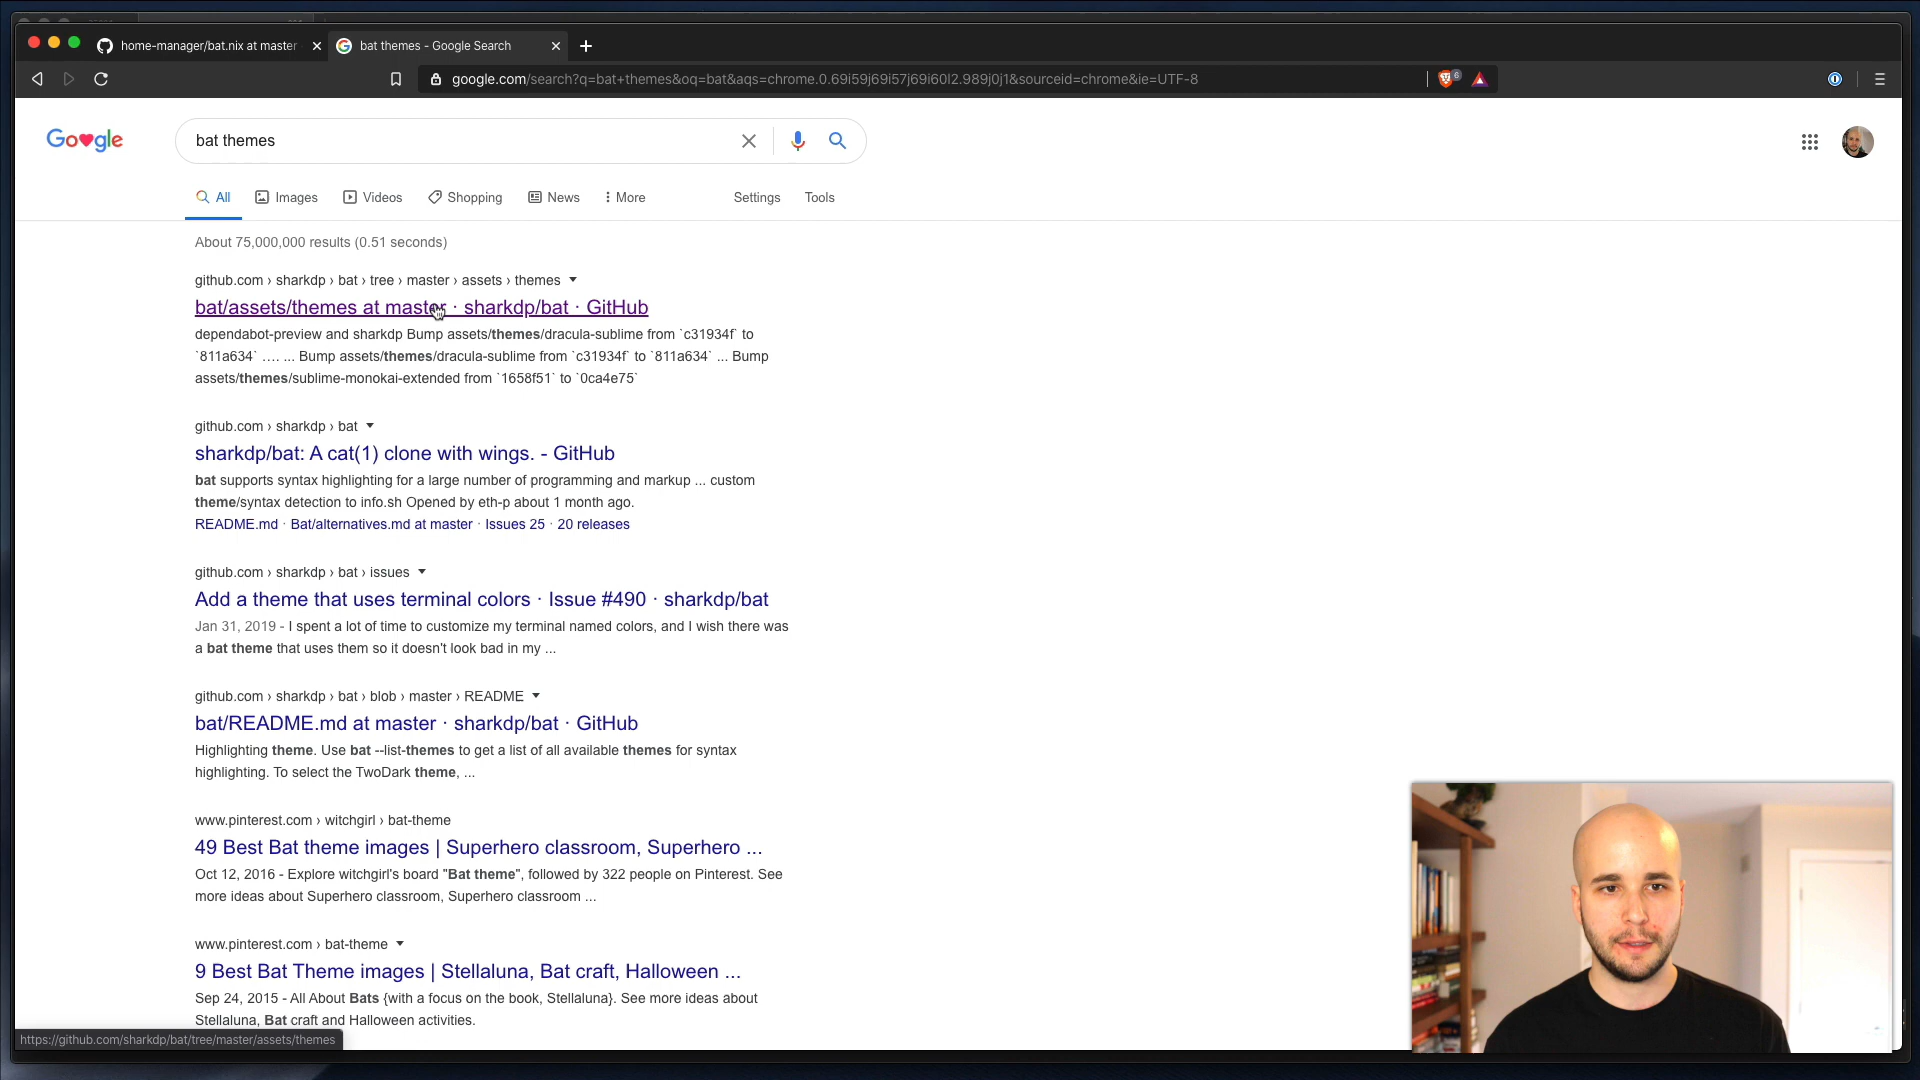 home-manager/bat.nix at master
bat themes - Google Search
google.com/search?q=bat+themes&oq=bat&aqs=chrome.0.69i59j69i57j69i60l2.989j0j1&sourceid=chrome&ie=UTF-8
6
bat themes
All
Images
Videos
Shopping
News
More
Settings
Tools
About 75,000,000 results (0.51 seconds)
github.com › sharkdp › bat › tree › master › assets › themes
bat/assets/themes at master · sharkdp/bat · GitHub
dependabot-preview and sharkdp Bump assets/themes/dracula-sublime from `c31934f` to
`811a634` …. ... Bump assets/themes/dracula-sublime from `c31934f` to `811a634` ... Bump
assets/themes/sublime-monokai-extended from `1658f51` to `0ca4e75`
github.com › sharkdp › bat
sharkdp/bat: A cat(1) clone with wings. - GitHub
bat supports syntax highlighting for a large number of programming and markup ... custom
theme/syntax detection to info.sh Opened by eth-p about 1 month ago.
README.md · Bat/alternatives.md at master · Issues 25 · 20 releases
github.com › sharkdp › bat › issues
Add a theme that uses terminal colors · Issue #490 · sharkdp/bat
Jan 31, 2019 - I spent a lot of time to customize my terminal named colors, and I wish there was
a bat theme that uses them so it doesn't look bad in my ...
github.com › sharkdp › bat › blob › master › README
bat/README.md at master · sharkdp/bat · GitHub
Highlighting theme. Use bat --list-themes to get a list of all available themes for syntax
highlighting. To select the TwoDark theme, ...
www.pinterest.com › witchgirl › bat-theme
49 Best Bat theme images | Superhero classroom, Superhero ...
Oct 12, 2016 - Explore witchgirl's board "Bat theme", followed by 322 people on Pinterest. See
more ideas about Superhero classroom, Superhero classroom ...
www.pinterest.com › bat-theme
9 Best Bat Theme images | Stellaluna, Bat craft, Halloween ...
Sep 24, 2015 - All About Bats {with a focus on the book, Stellaluna}. See more ideas about
Stellaluna, Bat craft and Halloween activities.
https://github.com/sharkdp/bat/tree/master/assets/themes